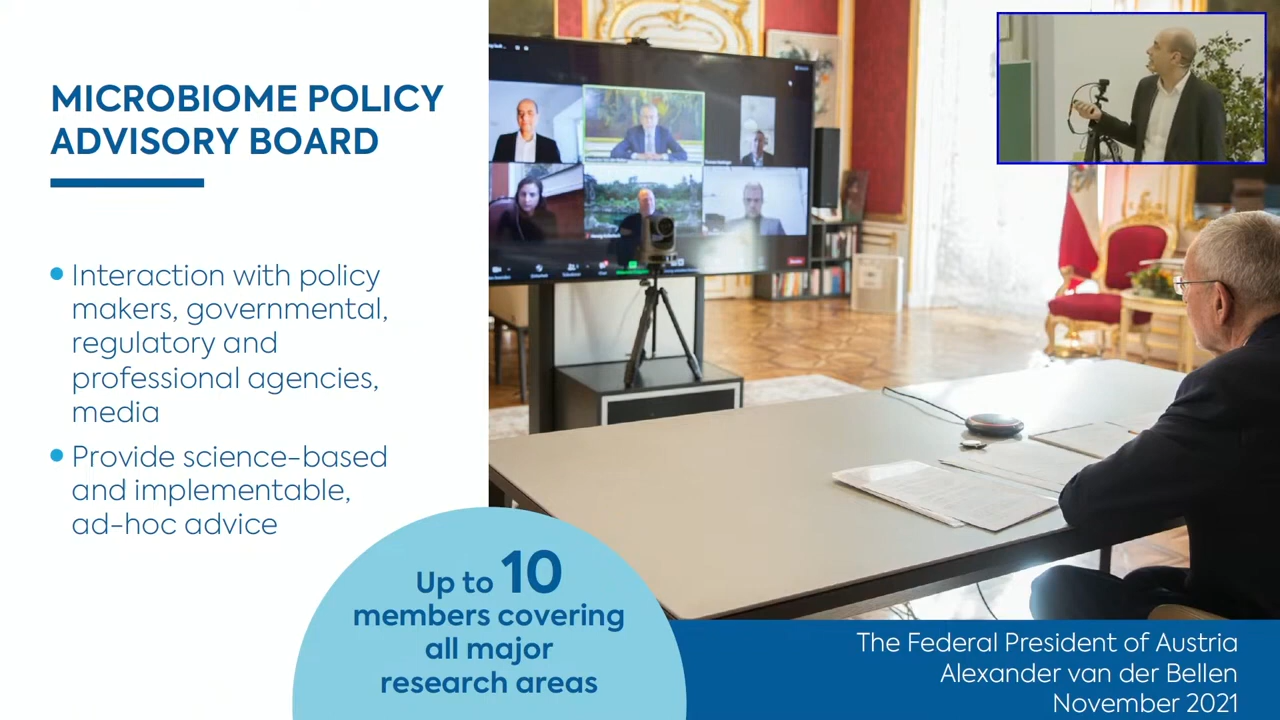 MICROBIOME POLICY
ADVISORY BOARD
Interaction with policy
makers, governmental,
regulatory and
professional agencies,
media
Provide science-based
and implementable,
ad-hoc advice
Up to 10
members covering
all major
research areas
The Federal President of Austria
Alexander van der Bellen
November 2021